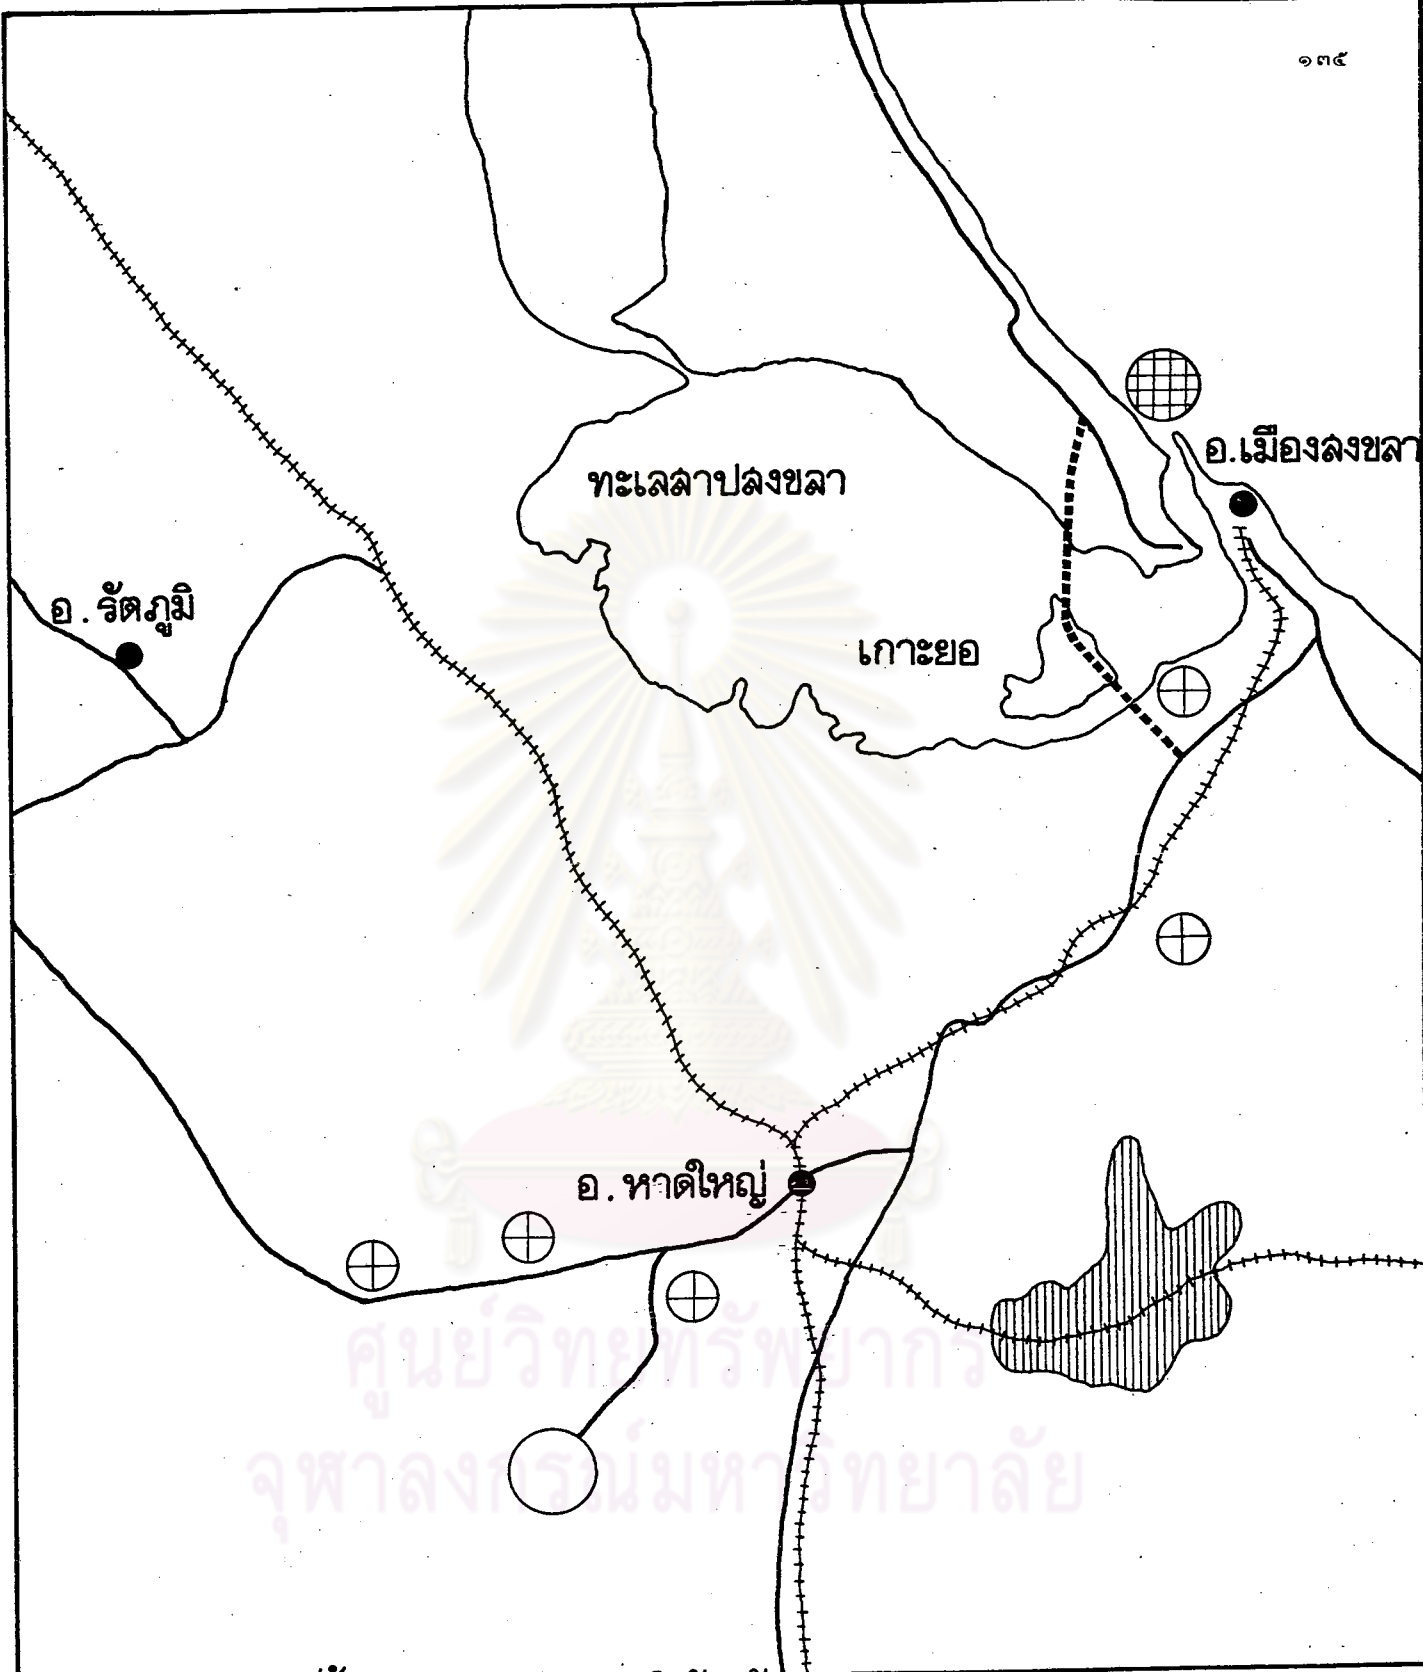 ๑๓๕
อ.เมืองสงขลา
ทะเลสาปสงขลา
อ.รัตภูมิ
เกาะยอ
อ.หาดใหญ่
ศูนย์วิทยทรัพยากร
จุฬาลงกรณ์มหาวิทยาลัย